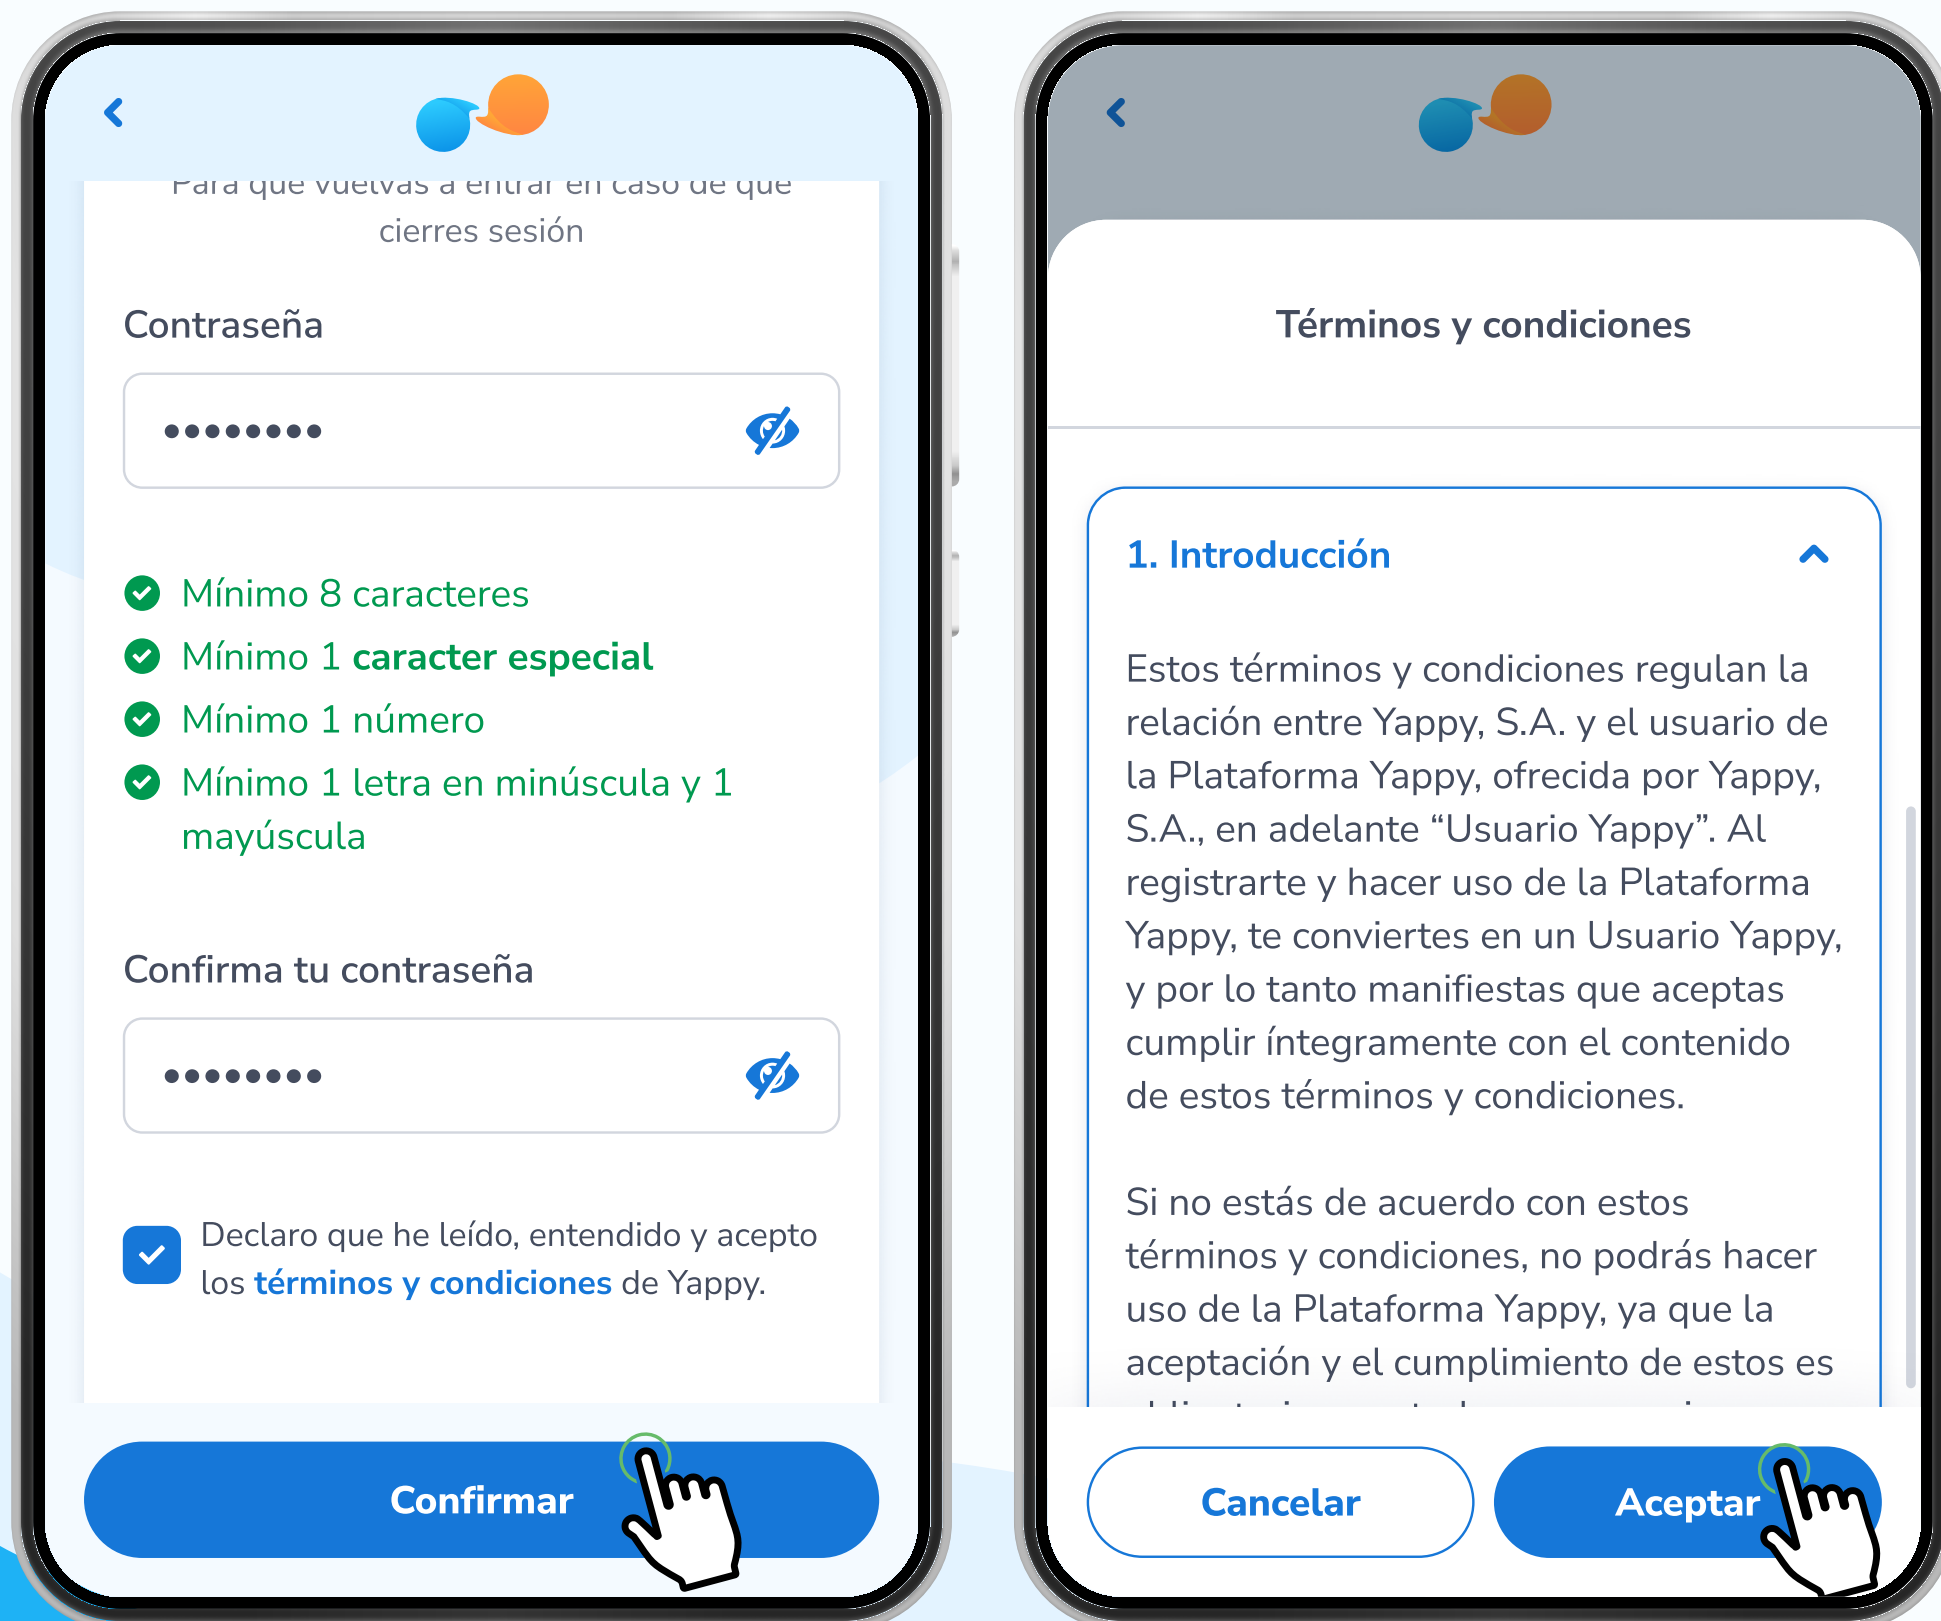 Para que vuelvas a entrar en caso de que
cierres sesión
Contraseña
••••••••
Mínimo 8 caracteres
Mínimo 1 caracter especial
Mínimo 1 número
Mínimo 1 letra en minúscula y 1
mayúscula
Confirma tu contraseña
••••••••
Declaro que he leído, entendido y acepto
los términos y condiciones de Yappy.
Confirmar
Términos y condiciones
1. Introducción
Estos términos y condiciones regulan la
relación entre Yappy, S.A. y el usuario de
la Plataforma Yappy, ofrecida por Yappy,
S.A., en adelante “Usuario Yappy”. Al
registrarte y hacer uso de la Plataforma
Yappy, te conviertes en un Usuario Yappy,
y por lo tanto manifiestas que aceptas
cumplir íntegramente con el contenido
de estos términos y condiciones.
Si no estás de acuerdo con estos
términos y condiciones, no podrás hacer
uso de la Plataforma Yappy, ya que la
aceptación y el cumplimiento de estos es
Cancelar
Aceptar